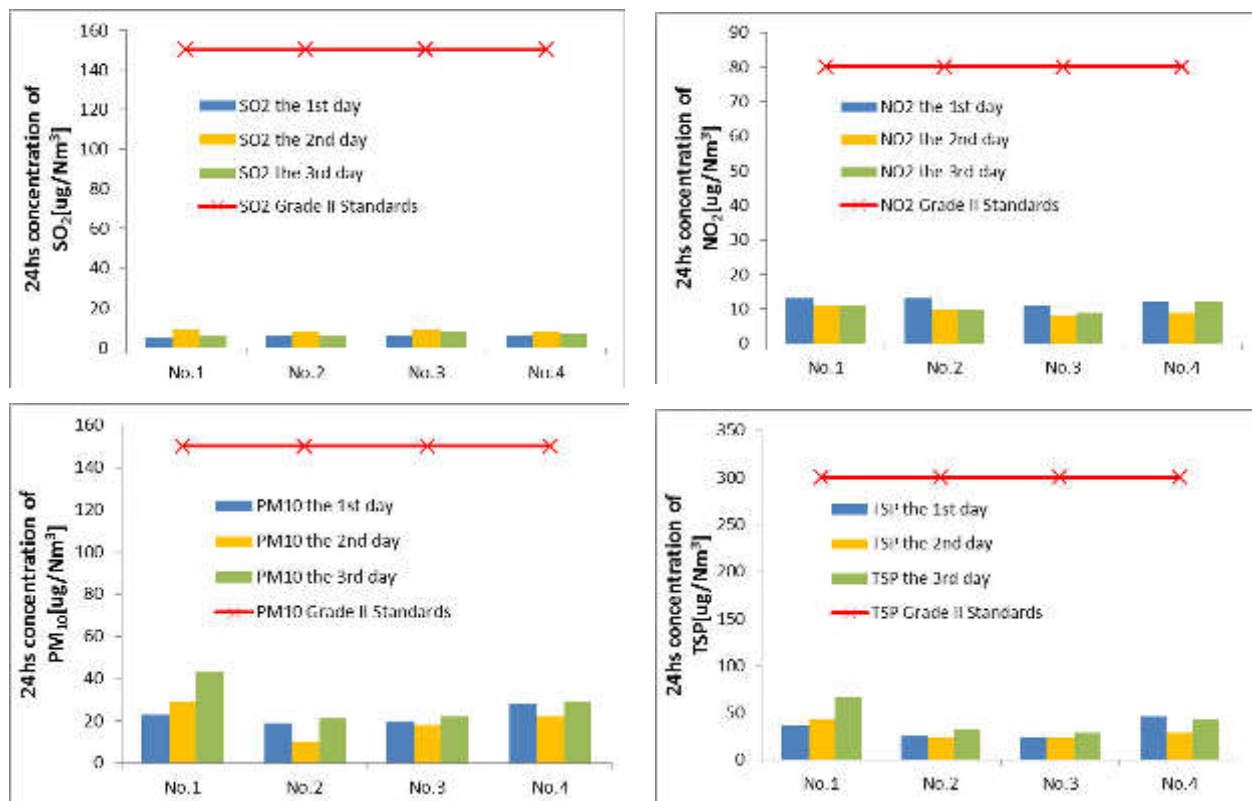 24hs concentration of
SO₂[ug/Nm³]
160
140
120
100
80
60
40
20
0
SO2 the 1st day
SO2 the 2nd day
SO2 the 3rd day
SO2 Grade II Standards
No.1 No.2 No.3 No.4
24hs concentration of
NO₂[ug/Nm³]
90
80
70
60
50
40
30
20
10
0
NO2 the 1st day
NO2 the 2nd day
NO2 the 3rd day
NO2 Grade II Standards
No.1 No.2 No.3 No.4
24hs concentration of
PM₁₀[ug/Nm³]
160
140
120
100
80
60
40
20
0
PM10 the 1st day
PM10 the 2nd day
PM10 the 3rd day
PM10 Grade II Standards
No.1 No.2 No.3 No.4
24hs concentration of
TSP[ug/Nm³]
350
300
250
200
150
100
50
0
TSP the 1st day
TSP the 2nd day
TSP the 3rd day
TSP Grade II Standards
No.1 No.2 No.3 No.4